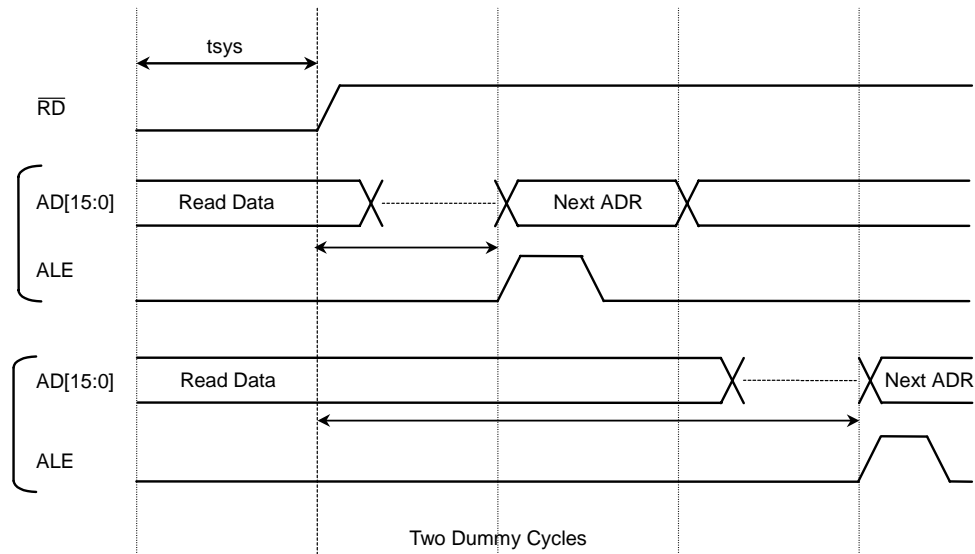 tsys
RD
AD[15:0] Read Data Next ADR
ALE
AD[15:0] Read Data Next ADR
ALE
Two Dummy Cycles